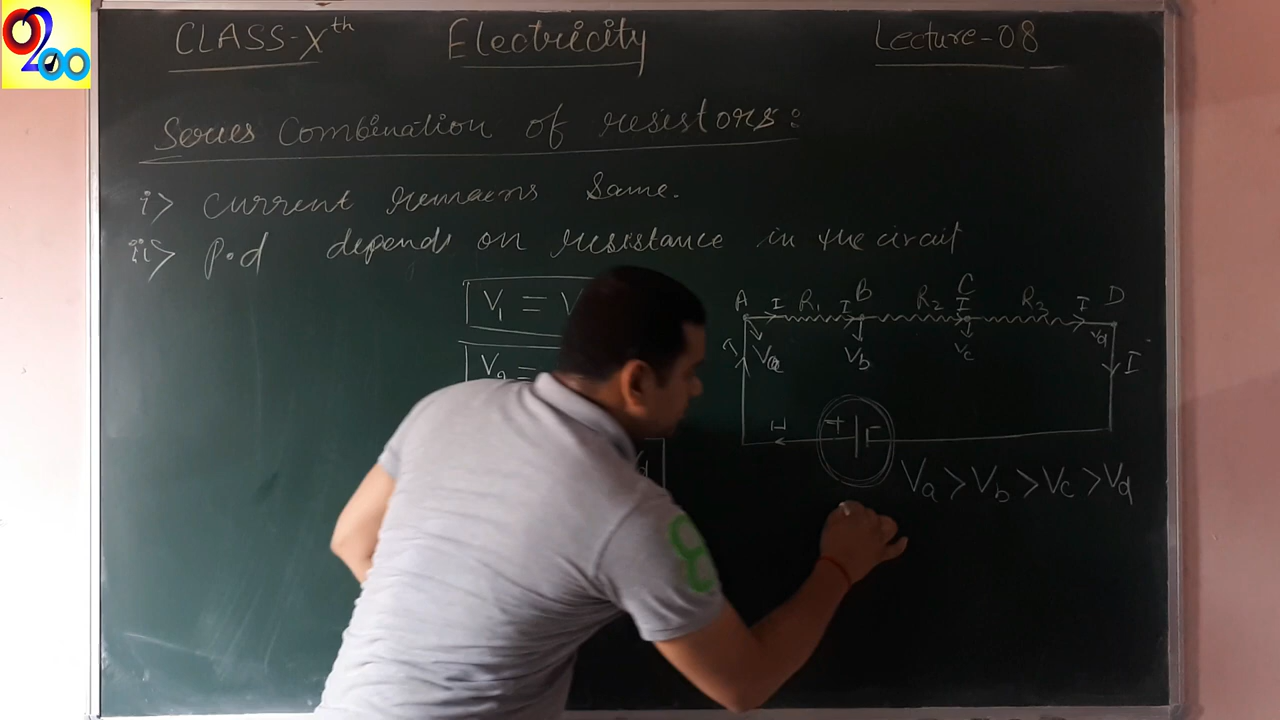 0200
CLASS-Xth Electricity Lecture-08
Series Combination of resistors:
i> Current remains same.
ii> P.d depends on resistance in the circuit
V1 = V
V2 =
A I R1 I B R2 C I R3 I D
Va Vb Vc Vd
I I
I + -
Va > Vb > Vc > Vd
d